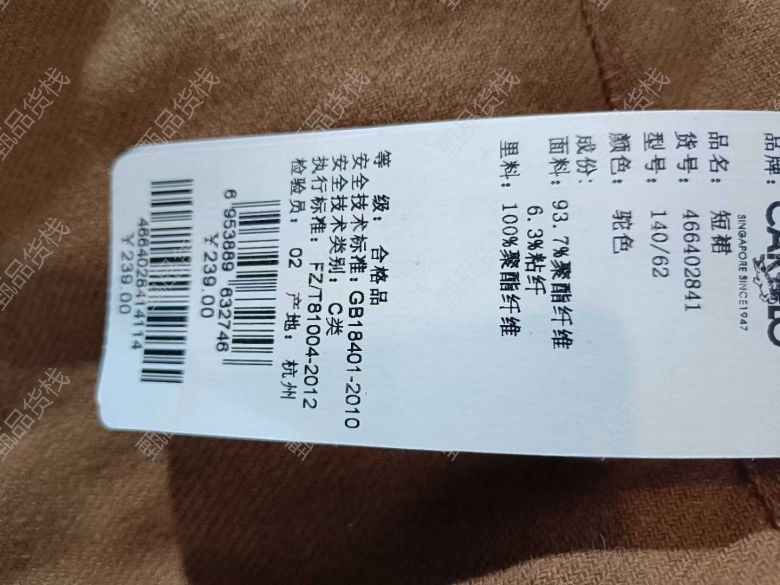 品牌:
SINGAPORE SINCE1947
品名: 短裙
货号: 466402841
型号: 140/62
颜色: 驼色
成份:
面料: 93.7%聚酯纤维
6.3%粘纤
里料: 100%聚酯纤维
等 级: 合格品
安全技术标准: GB18401-2010
安全技术类别: C类
执行标准: FZ/T81004-2012
检验员: 02 产地: 杭州
6 953889 632746
￥239.00
4664028414114
￥239.00
甄品货栈